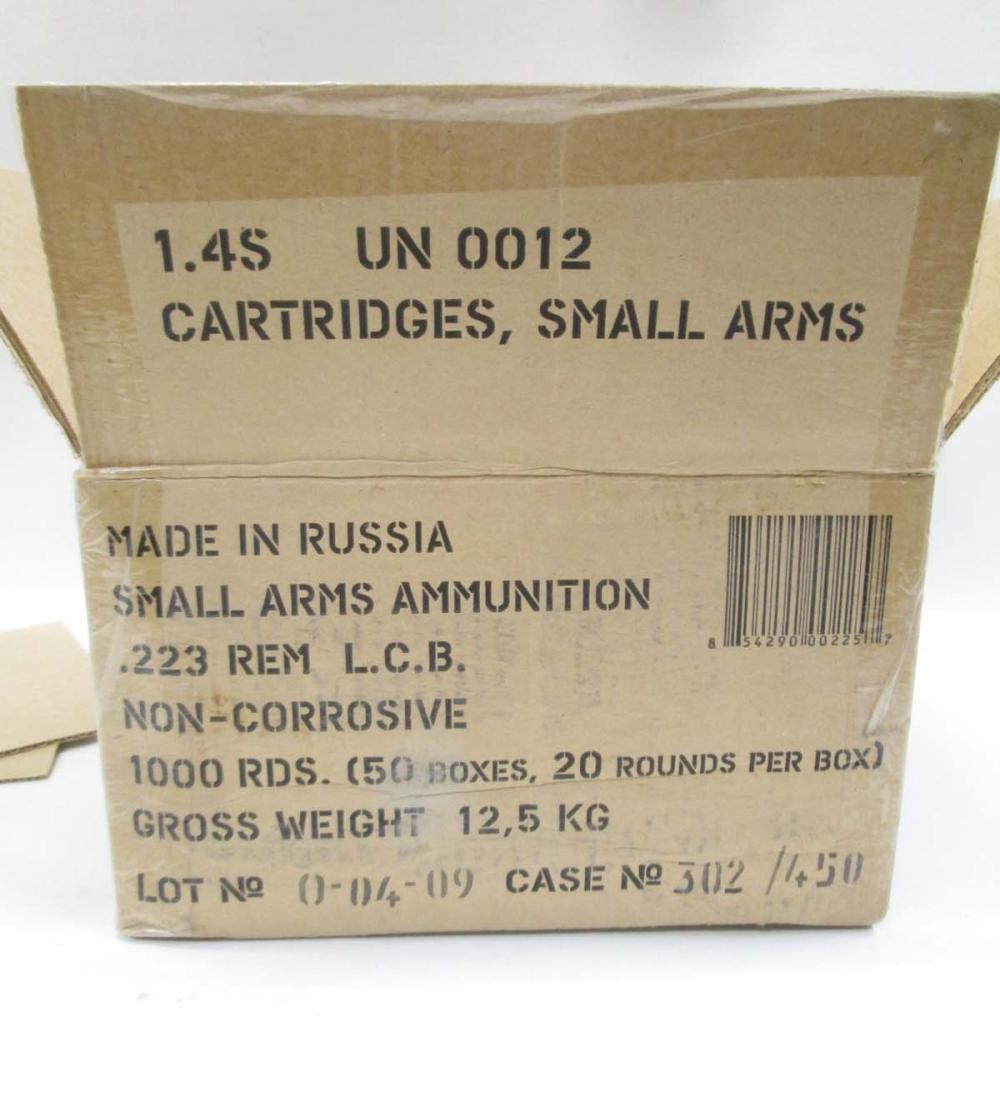 1.4S UN 0012
CARTRIDGES, SMALL ARMS
MADE IN RUSSIA
SMALL ARMS AMMUNITION
.223 REM L.C.B.
NON-CORROSIVE
1000 RDS. (50 BOXES, 20 ROUNDS PER BOX)
GROSS WEIGHT 12,5 KG
LOT Nº 0-04-09 CASE Nº 302 /450
8 54290 00225 7